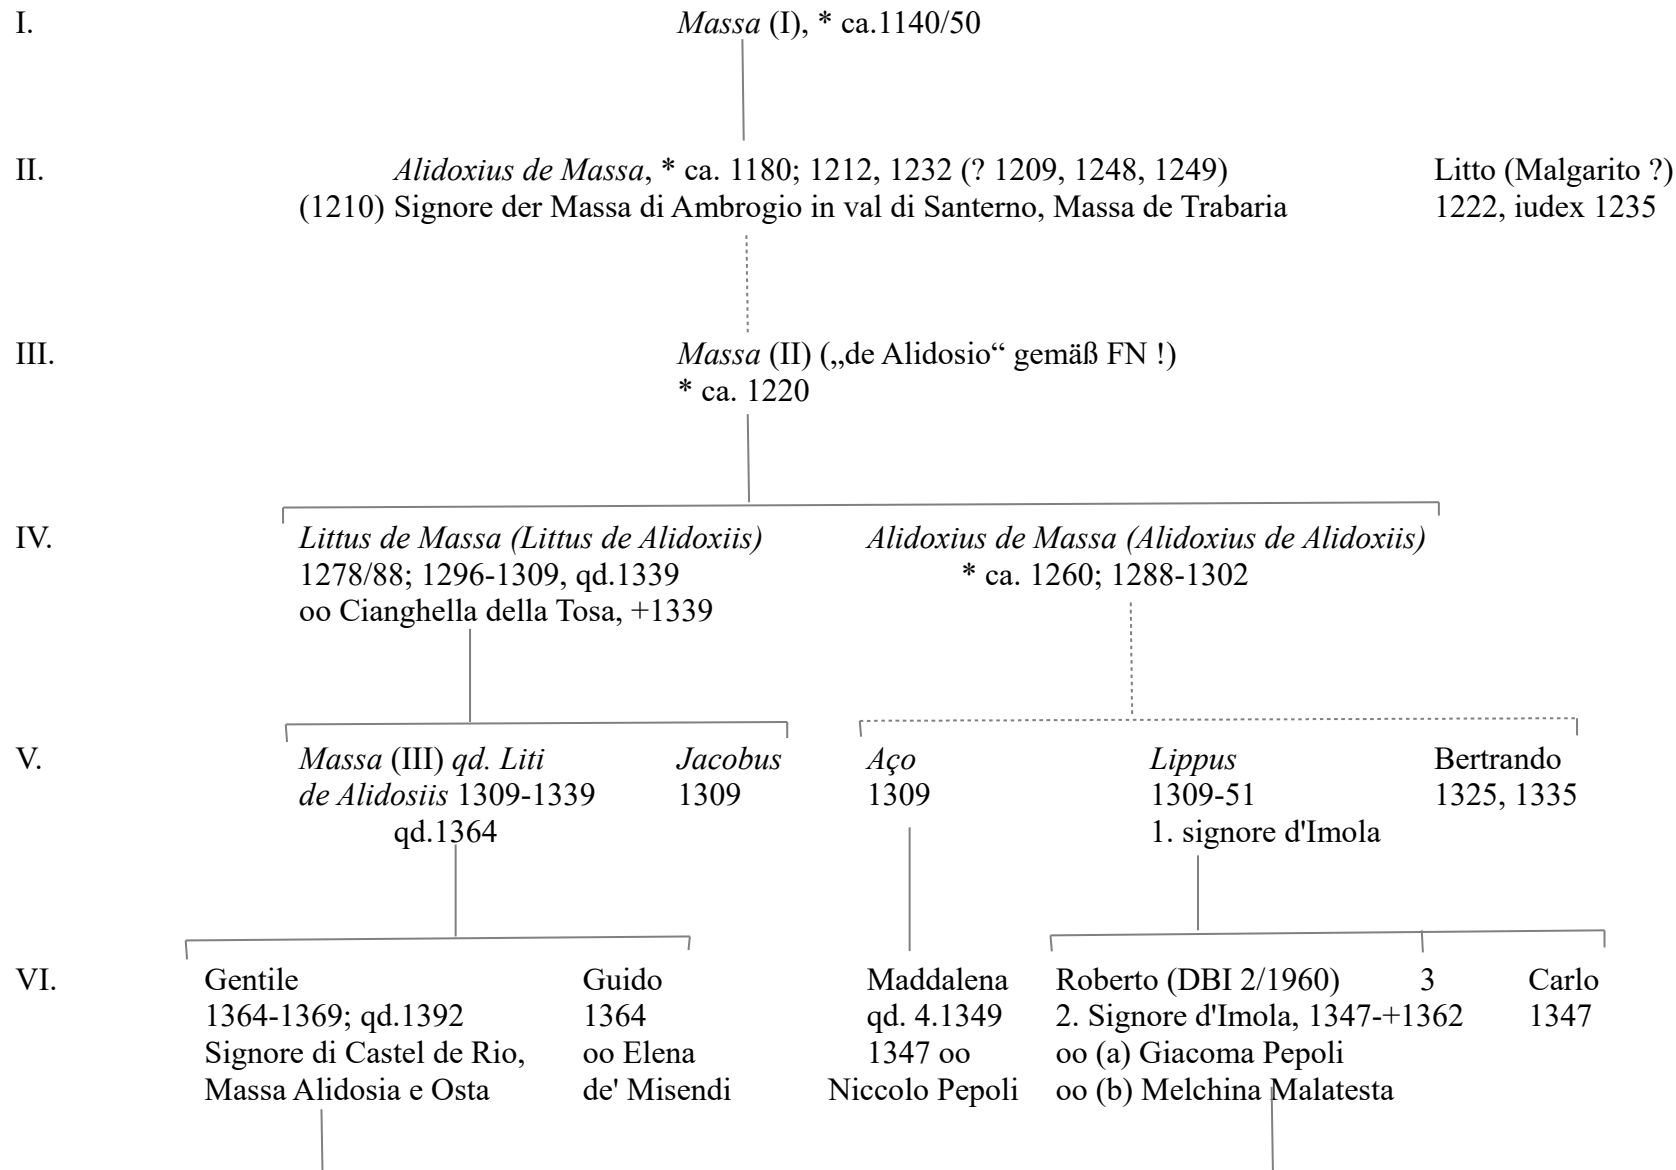 I. Massa (I), * ca.1140/50
II. Alidoxius de Massa, * ca. 1180; 1212, 1232 (? 1209, 1248, 1249) Litto (Malgarito ?)
(1210) Signore der Massa di Ambrogio in val di Santerno, Massa de Trabaria 1222, iudex 1235
III. Massa (II) („de Alidosio“ gemäß FN !)
* ca. 1220
IV. Littus de Massa (Littus de Alidoxiis) Alidoxius de Massa (Alidoxius de Alidoxiis)
1278/88; 1296-1309, qd.1339 * ca. 1260; 1288-1302
oo Cianghella della Tosa, +1339
V. Massa (III) qd. Liti Jacobus Aço Lippus Bertrando
de Alidosiis 1309-1339 1309 1309 1309-51 1325, 1335
qd.1364 1. signore d'Imola
VI. Gentile Guido Maddalena Roberto (DBI 2/1960) 3 Carlo
1364-1369; qd.1392 1364 qd. 4.1349 2. Signore d'Imola, 1347-+1362 1347
Signore di Castel de Rio, oo Elena 1347 oo oo (a) Giacoma Pepoli
Massa Alidosia e Osta de' Misendi Niccolo Pepoli oo (b) Melchina Malatesta